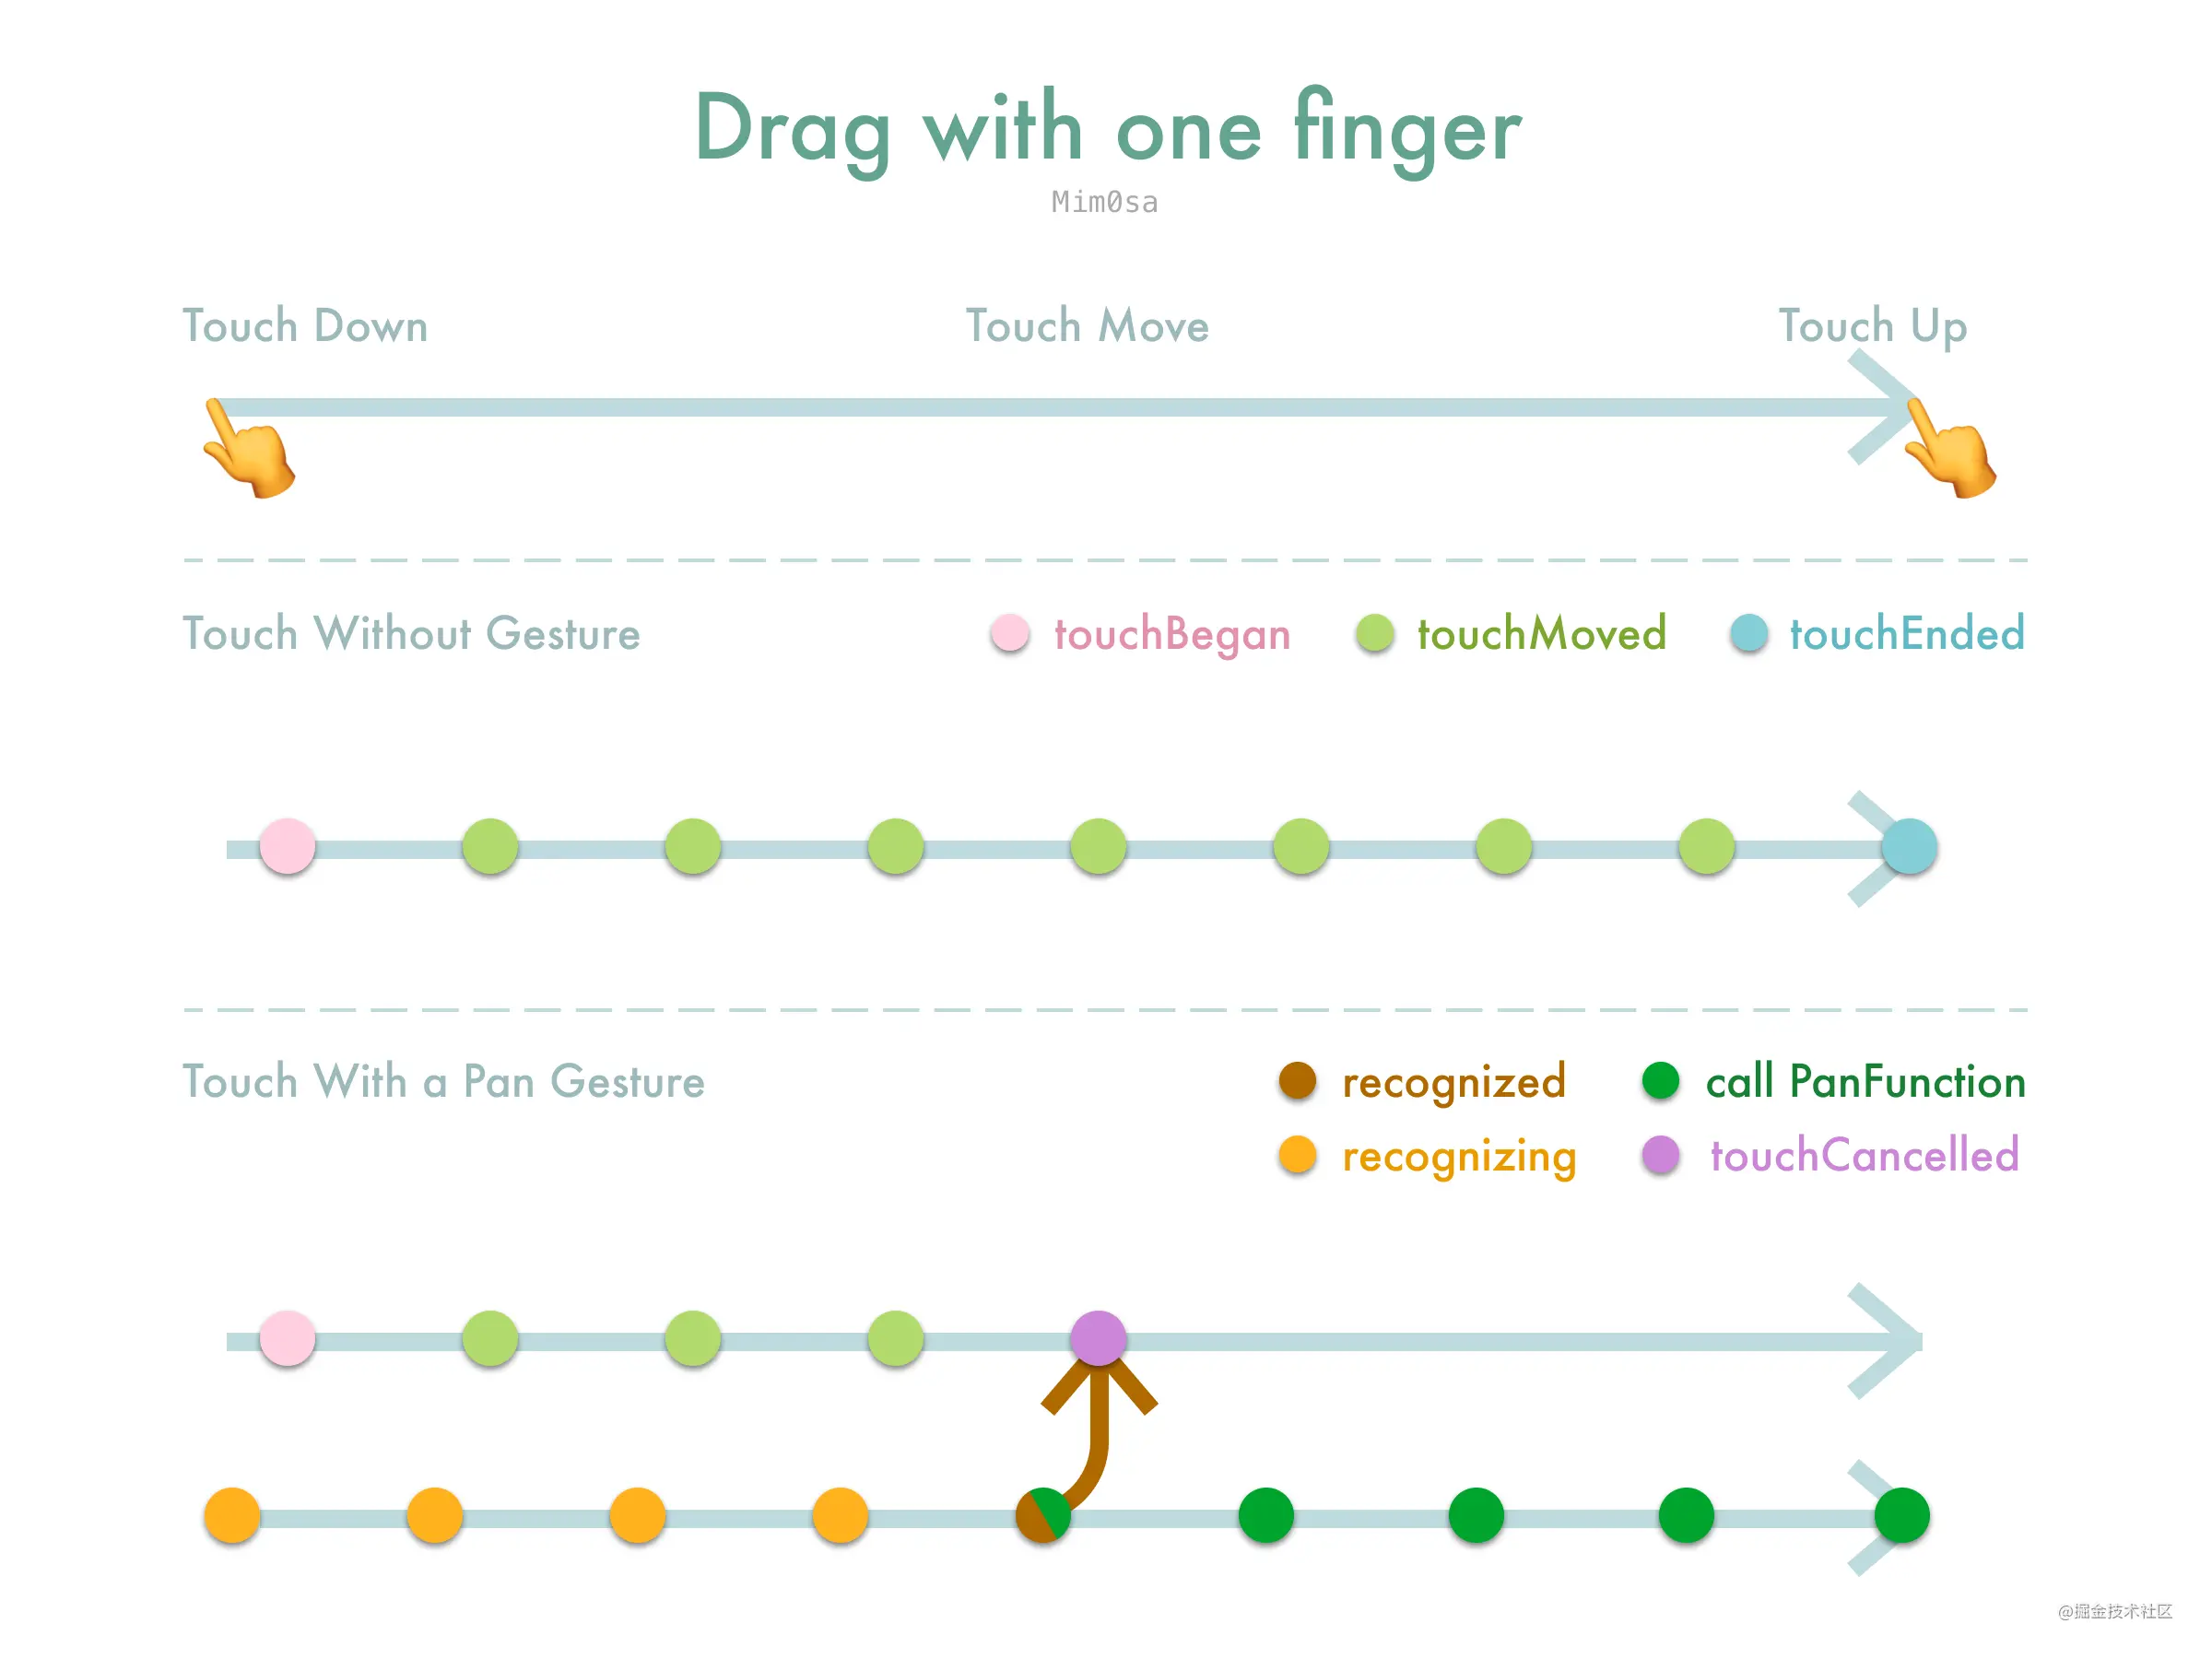 Drag with one finger
Mim0sa
Touch Down
Touch Move
Touch Up
Touch Without Gesture
touchBegan
touchMoved
touchEnded
Touch With a Pan Gesture
recognized
call PanFunction
recognizing
touchCancelled
@掘金技术社区